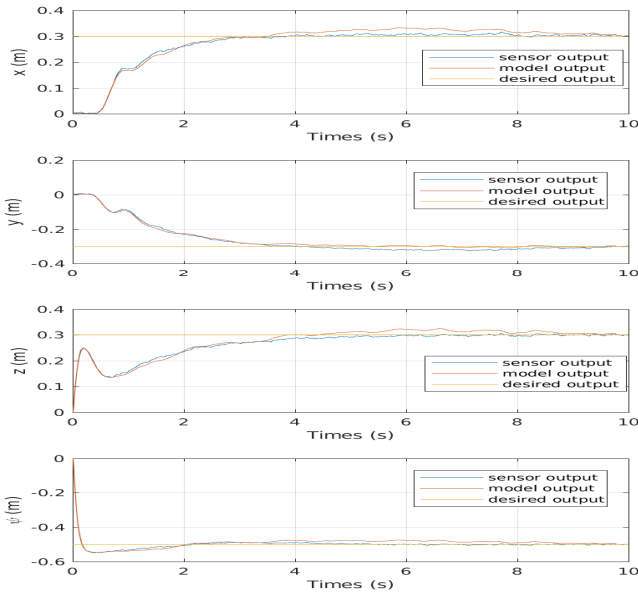 0.4
0.3
0.2
0.1
0
x (m)
sensor output
model output
desired output
0 2 4 6 8 10
Times (s)
0.2
0
-0.2
-0.4
y (m)
sensor output
model output
desired output
0 2 4 6 8 10
Times (s)
0.4
0.3
0.2
0.1
0
z (m)
sensor output
model output
desired output
0 2 4 6 8 10
Times (s)
0
-0.2
-0.4
-0.6
ψ (m)
sensor output
model output
desired output
0 2 4 6 8 10
Times (s)